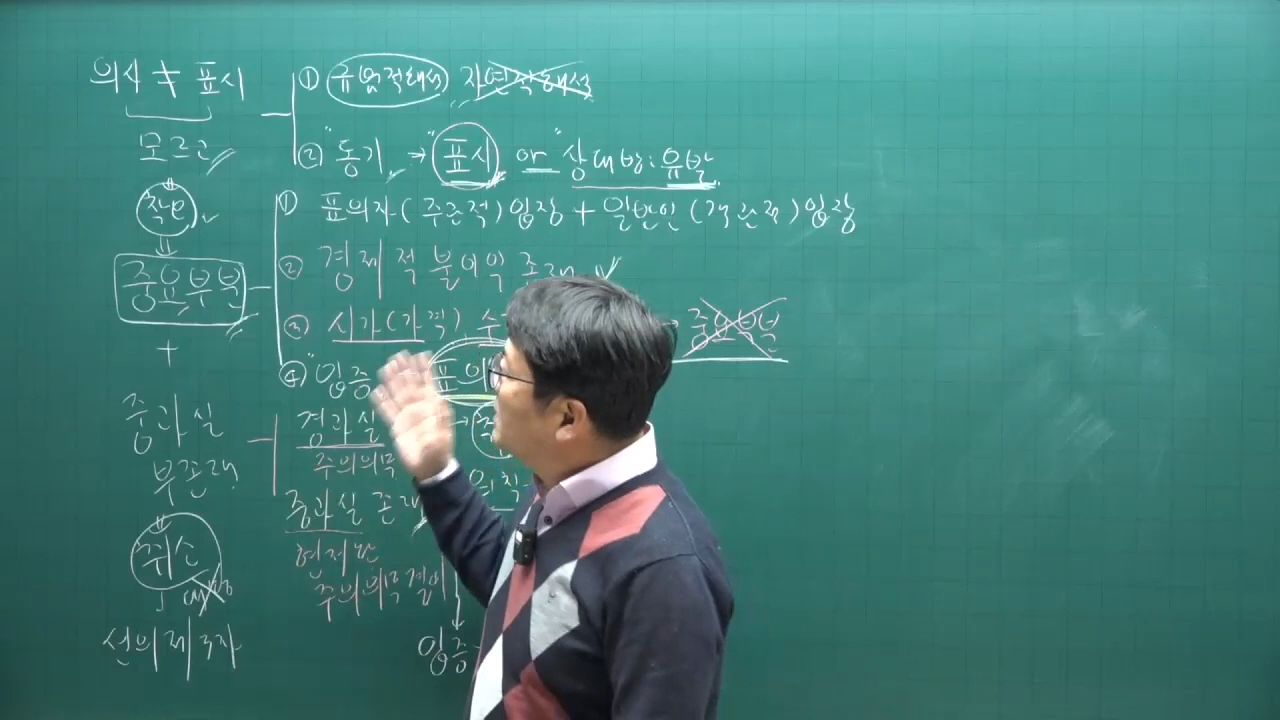 의사 ≠ 표시
① 규범적해석 자연적해석
모르고
② "동기 → "표시 or "상대방: 유발
착오
① 표의자(주관적)입장 + 일반인(객관적)입장
중요부분
② 경제적 불이익 존재
③ 시가(가격), 중요부분
+
④ "입증 표의
중과실
부존재
경과실 →
주의의무
중과실 존재
현저한
주의의무결여
취소
선의제3자
입증